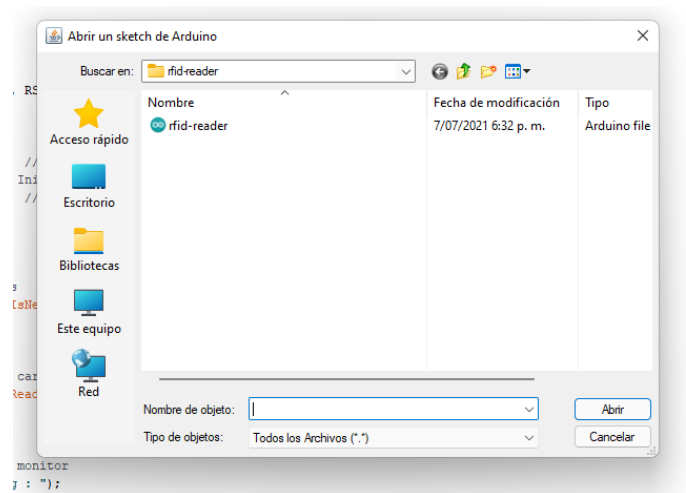 Abrir un sketch de Arduino
Buscar en: rfid-reader
, RS
Nombre Fecha de modificación Tipo
rfid-reader 7/07/2021 6:32 p. m. Arduino file
Acceso rápido
//
Ini
//
Escritorio
Bibliotecas
s
IsNe
Este equipo
car
Read
Red
Nombre de objeto:
Abrir
Tipo de objetos: Todos los Archivos (*.*)
Cancelar
monitor
g : ");